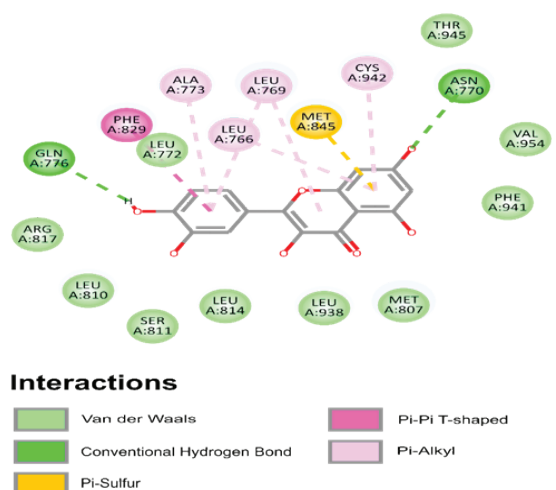 THR
A:945
CYS
A:942
ALA
A:773
LEU
A:769
ASN
A:770
MET
A:845
PHE
A:829
LEU
A:766
LEU
A:772
VAL
A:954
GLN
A:776
H
PHE
A:941
ARG
A:817
LEU
A:810
SER
A:811
LEU
A:814
LEU
A:938
MET
A:807
Interactions
Van der Waals
Conventional Hydrogen Bond
Pi-Sulfur
Pi-Pi T-shaped
Pi-Alkyl